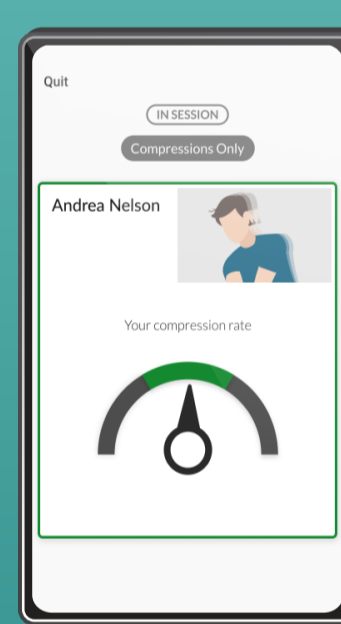 Quit
IN SESSION
Compressions Only
Andrea Nelson
Your compression rate